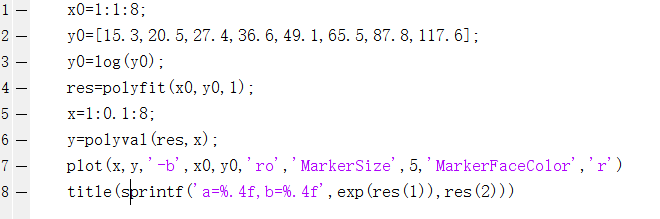 1 — x0=1:1:8;
2 — y0=[15.3,20.5,27.4,36.6,49.1,65.5,87.8,117.6];
3 — y0=log(y0);
4 — res=polyfit(x0,y0,1);
5 — x=1:0.1:8;
6 — y=polyval(res,x);
7 — plot(x,y,'-b',x0,y0,'ro','MarkerSize',5,'MarkerFaceColor','r')
8 — title(sprintf('a=%.4f,b=%.4f',exp(res(1)),res(2)))